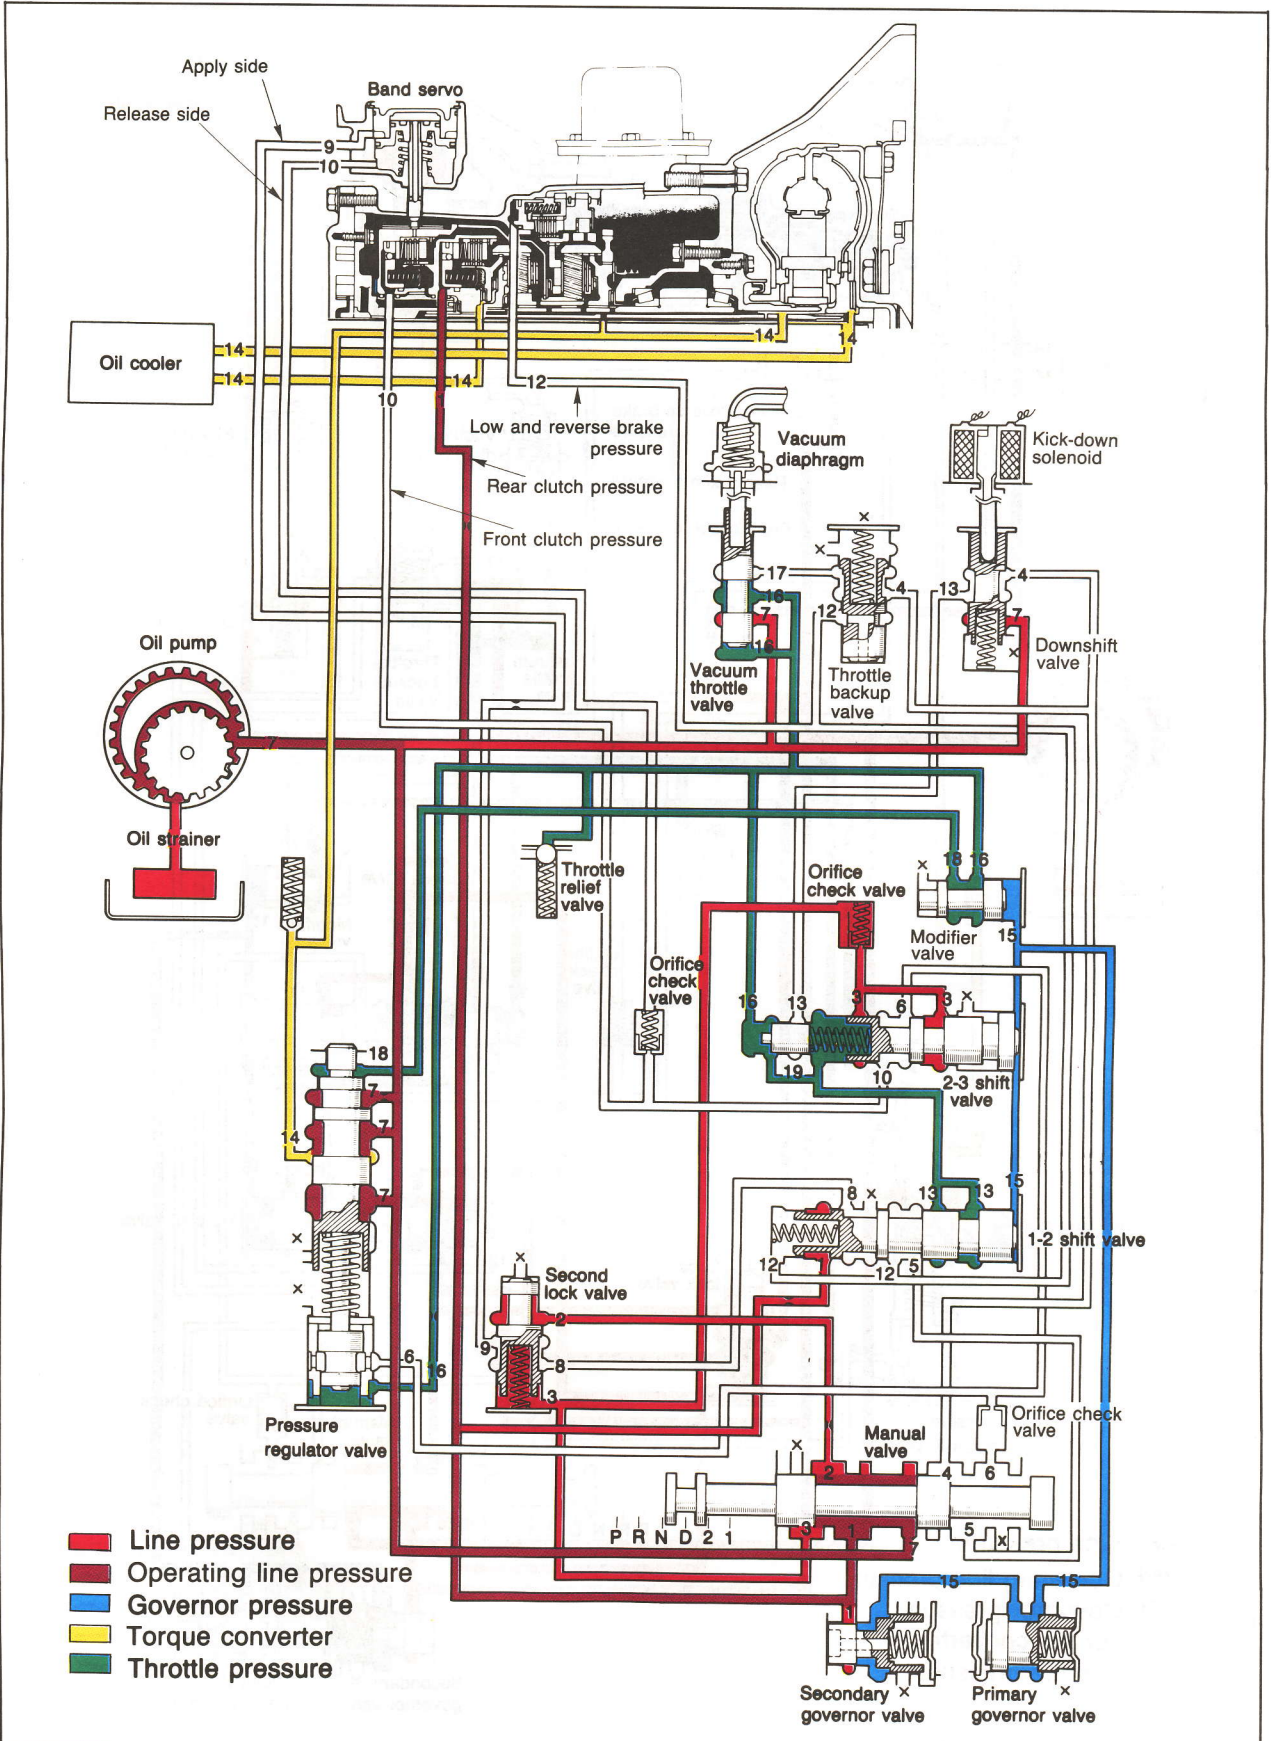 Apply side
Band servo
Release side
9
10
14
14
14
Oil cooler
14
14
12
10
1
Low and reverse brake
pressure
Vacuum
diaphragm
Kick-down
solenoid
Rear clutch pressure
Front clutch pressure
x
x
17
4
4
13
16
7
12
7
16
x
Oil pump
Downshift
valve
Vacuum
throttle
valve
Throttle
backup
valve
7
Oil strainer
Throttle
relief
valve
Orifice
check valve
x
18
16
Modifier
valve
15
Orifice
check
valve
16
13
3
6
3
x
18
19
10
2-3 shift
valve
7
7
14
7
8
x
13
13
15
1-2 shift valve
x
12
12
5
x
Second
lock valve
x
2
9
8
6
16
3
Orifice check
valve
Pressure
regulator valve
Manual
valve
x
2
4
6
P R N D 2 1
3
1
7
5
x
Line pressure
Operating line pressure
Governor pressure
Torque converter
Throttle pressure
15
15
1
Secondary
governor valve
x
Primary
governor valve
x